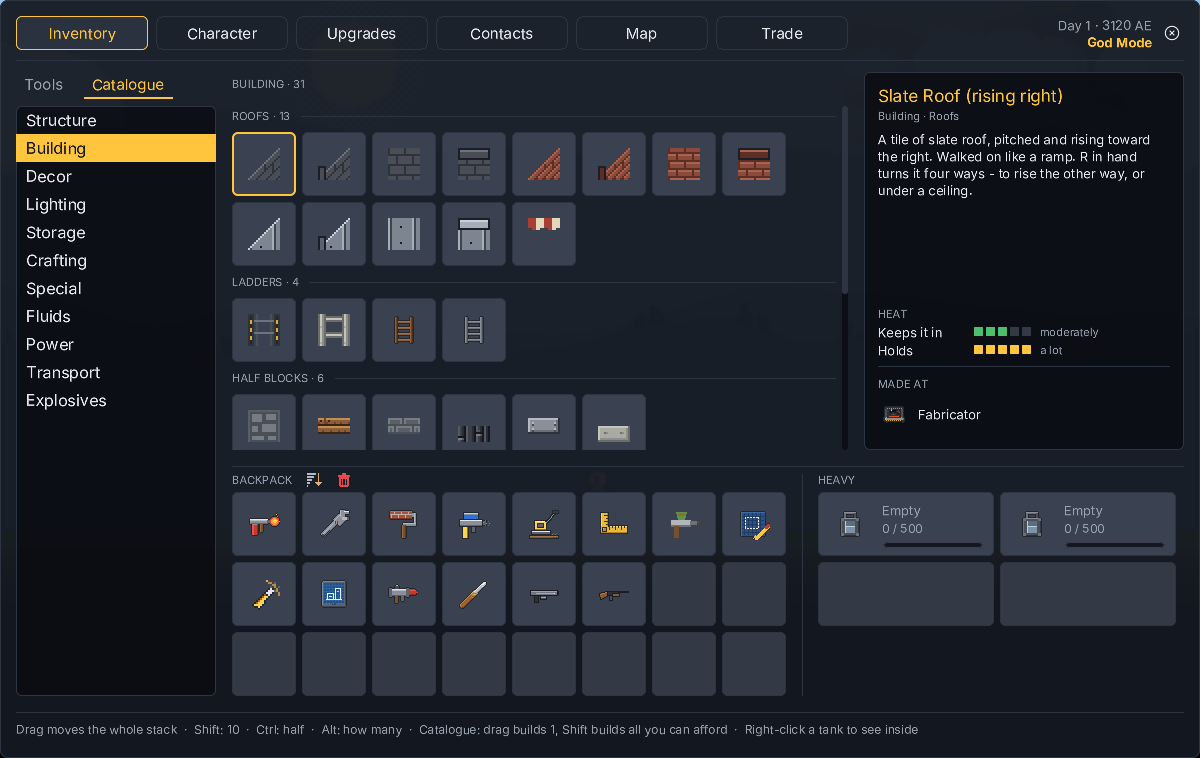 Inventory
Character
Upgrades
Contacts
Map
Trade
Day 1 · 3120 AE
God Mode
Tools
Catalogue
Structure
Building
Decor
Lighting
Storage
Crafting
Special
Fluids
Power
Transport
Explosives
BUILDING · 31
ROOFS · 13
LADDERS · 4
HALF BLOCKS · 6
Slate Roof (rising right)
Building · Roofs
A tile of slate roof, pitched and rising toward
the right. Walked on like a ramp. R in hand
turns it four ways - to rise the other way, or
under a ceiling.
HEAT
Keeps it in moderately
Holds a lot
MADE AT
Fabricator
BACKPACK
HEAVY
Empty
0 / 500
Empty
0 / 500
Drag moves the whole stack · Shift: 10 · Ctrl: half · Alt: how many · Catalogue: drag builds 1, Shift builds all you can afford · Right-click a tank to see inside